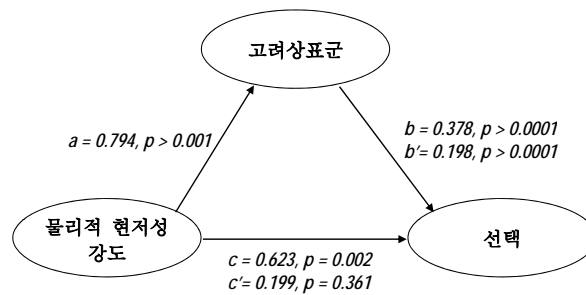 고려상표군
a = 0.794, p > 0.001
b = 0.378, p > 0.0001
b′= 0.198, p > 0.0001
물리적 현저성
강도
선택
c = 0.623, p = 0.002
c′= 0.199, p = 0.361